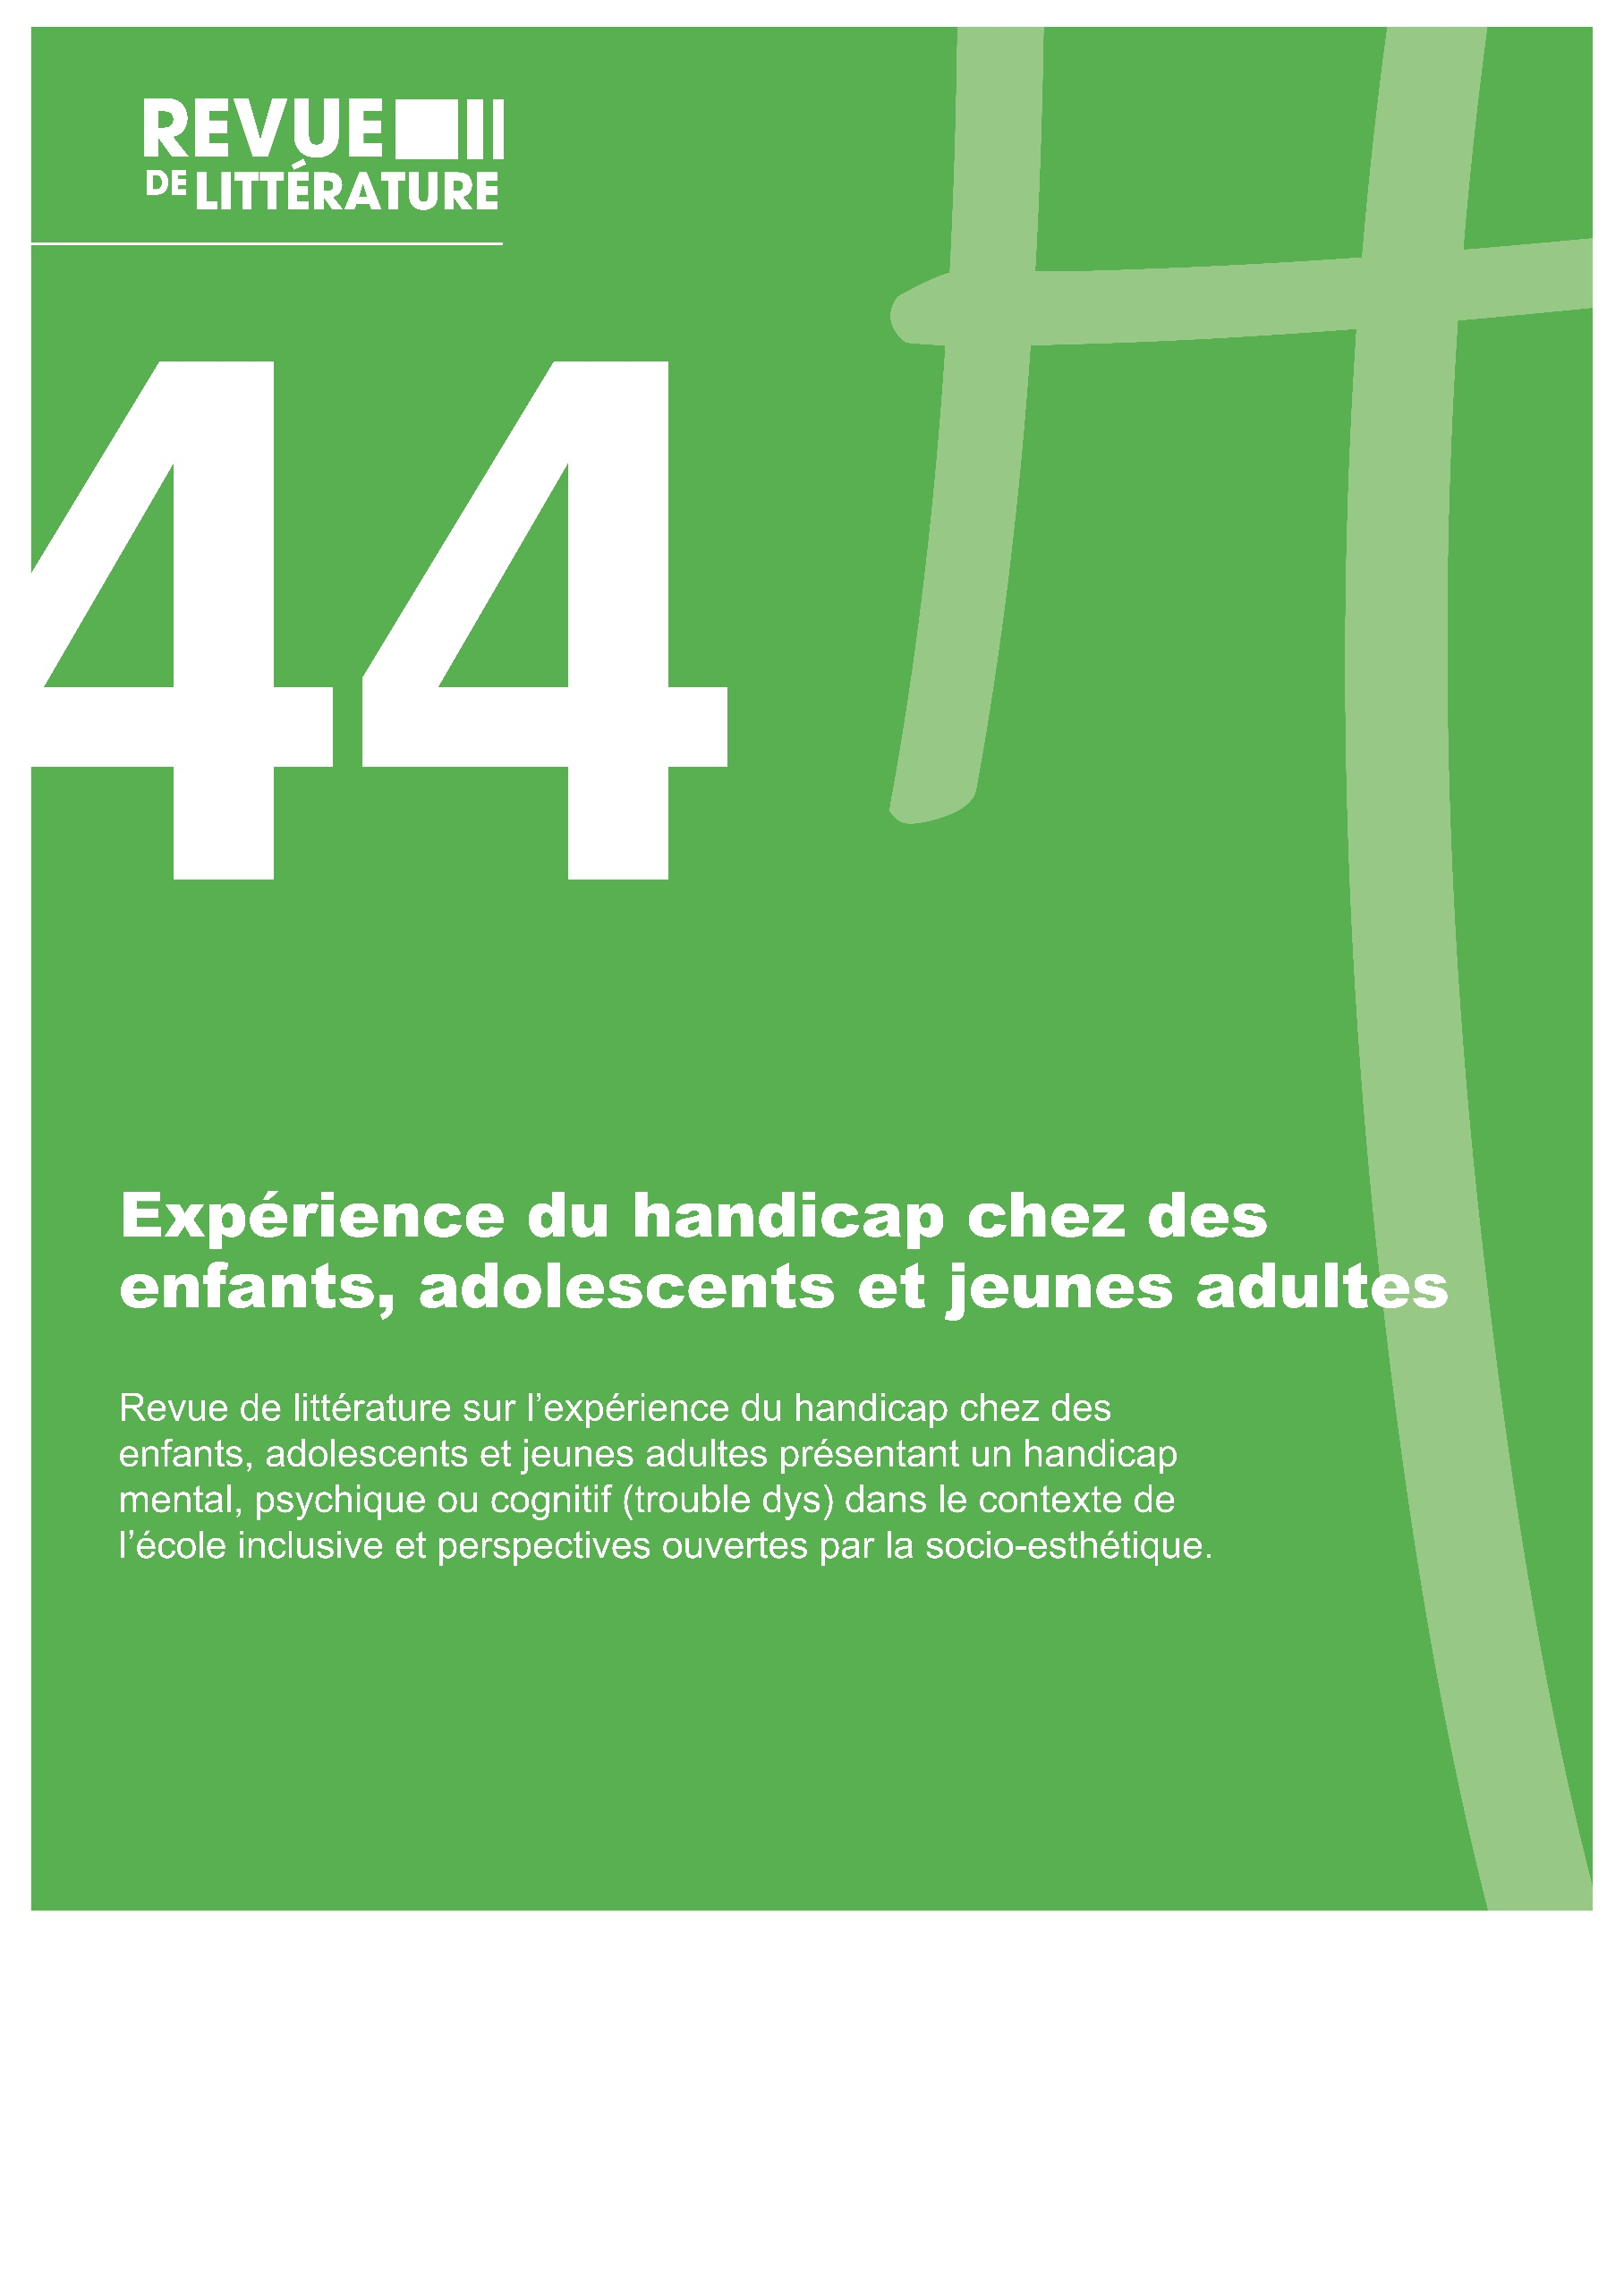 REVUE
DE LITTÉRATURE
44
Expérience du handicap chez des
enfants, adolescents et jeunes adultes
Revue de littérature sur l’expérience du handicap chez des
enfants, adolescents et jeunes adultes présentant un handicap
mental, psychique ou cognitif (trouble dys) dans le contexte de
l’école inclusive et perspectives ouvertes par la socio-esthétique.